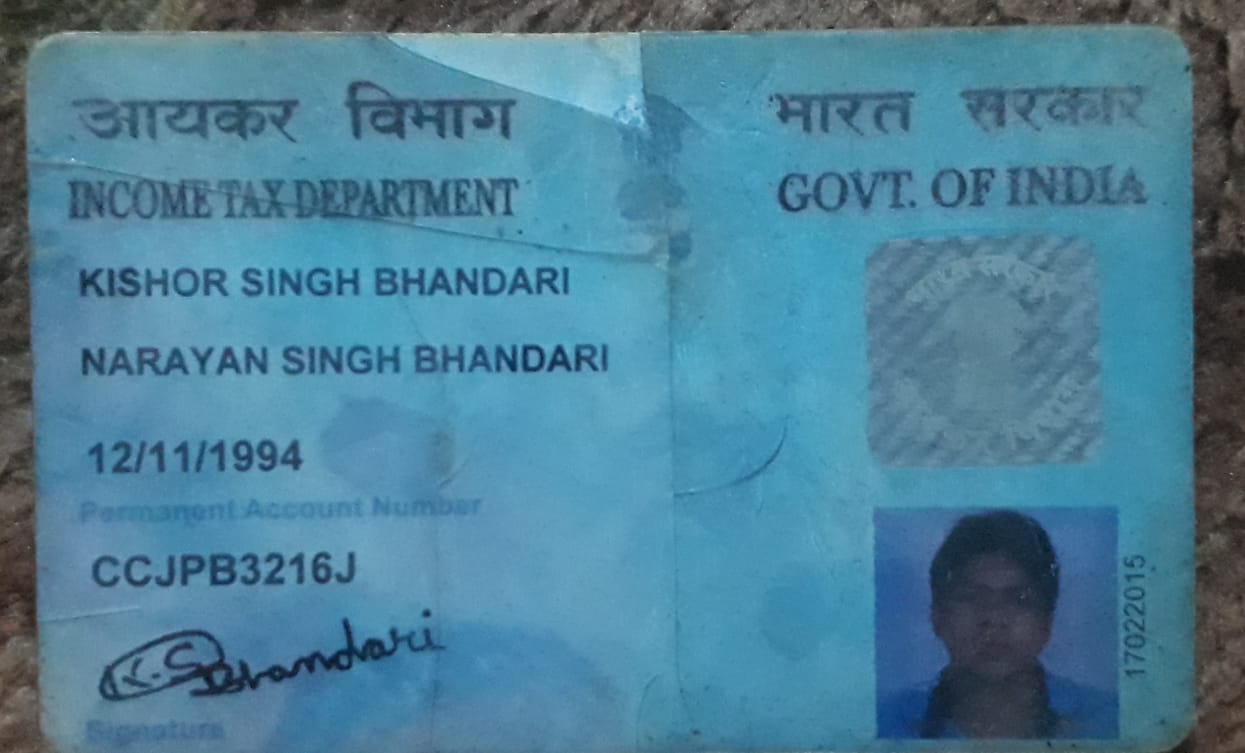 आयकर विभाग
भारत सरकार
INCOME TAX DEPARTMENT
GOVT. OF INDIA
KISHOR SINGH BHANDARI
NARAYAN SINGH BHANDARI
12/11/1994
Permanent Account Number
CCJPB3216J
K.S Bhandari
Signature
17022015